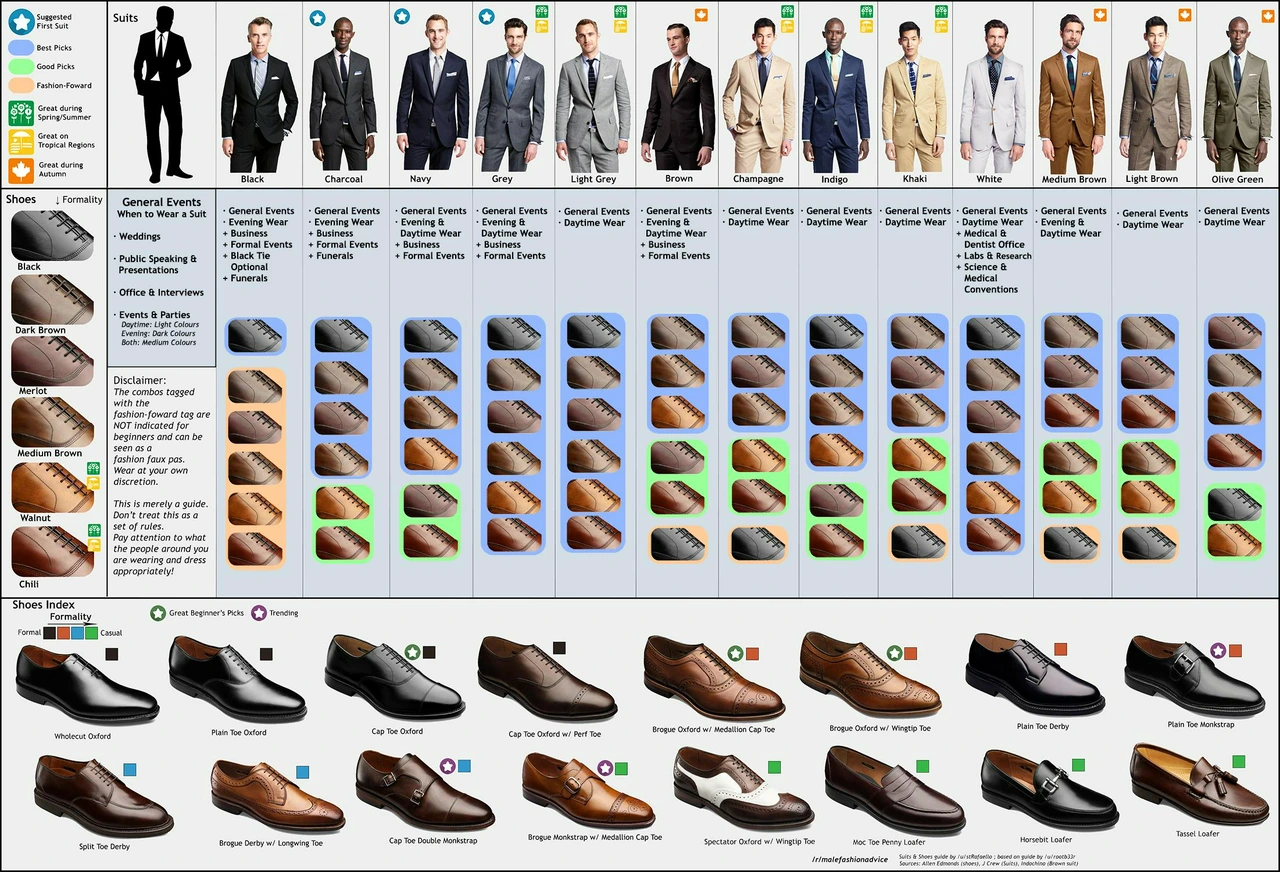 Suggested
First Suit
Best Picks
Good Picks
Fashion-Foward
Great during
Spring/Summer
Great on
Tropical Regions
Great during
Autumn
Suits
Black
Charcoal
Navy
Grey
Light Grey
Brown
Champagne
Indigo
Khaki
White
Medium Brown
Light Brown
Olive Green
Shoes
↓ Formality
Black
Dark Brown
Merlot
Medium Brown
Walnut
Chili
General Events
When to Wear a Suit
· Weddings
· Public Speaking &
Presentations
· Office & Interviews
· Events & Parties
Daytime: Light Colours
Evening: Dark Colours
Both: Medium Colours
Disclaimer:
The combos tagged
with the
fashion-foward tag are
NOT indicated for
beginners and can be
seen as a
fashion faux pas.
Wear at your own
discretion.
This is merely a guide.
Don't treat this as a
set of rules.
Pay attention to what
the people around you
are wearing and dress
appropriately!
· General Events
· Evening Wear
+ Business
+ Formal Events
+ Black Tie
Optional
+ Funerals
· General Events
· Evening Wear
+ Business
+ Formal Events
+ Funerals
· General Events
· Evening &
Daytime Wear
+ Business
+ Formal Events
· General Events
· Evening &
Daytime Wear
+ Business
+ Formal Events
· General Events
· Daytime Wear
· General Events
· Evening &
Daytime Wear
+ Business
+ Formal Events
· General Events
· Daytime Wear
· General Events
· Daytime Wear
· General Events
· Daytime Wear
· General Events
· Daytime Wear
+ Medical &
Dentist Office
+ Labs & Research
+ Science &
Medical
Conventions
· General Events
· Evening &
Daytime Wear
· General Events
· Daytime Wear
· General Events
· Daytime Wear
Shoes Index
Formality
Formal
Casual
Great Beginner's Picks
Trending
Wholecut Oxford
Plain Toe Oxford
Cap Toe Oxford
Cap Toe Oxford w/ Perf Toe
Brogue Oxford w/ Medallion Cap Toe
Brogue Oxford w/ Wingtip Toe
Plain Toe Derby
Plain Toe Monkstrap
Split Toe Derby
Brogue Derby w/ Longwing Toe
Cap Toe Double Monkstrap
Brogue Monkstrap w/ Medallion Cap Toe
Spectator Oxford w/ Wingtip Toe
Moc Toe Penny Loafer
Horsebit Loafer
Tassel Loafer
/r/malefashionadvice
Suits & Shoes guide by /u/stRafaello ; based on guide by /u/rootb33r
Sources: Allen Edmonds (shoes), J Crew (Suits), Indochino (Brown suit)